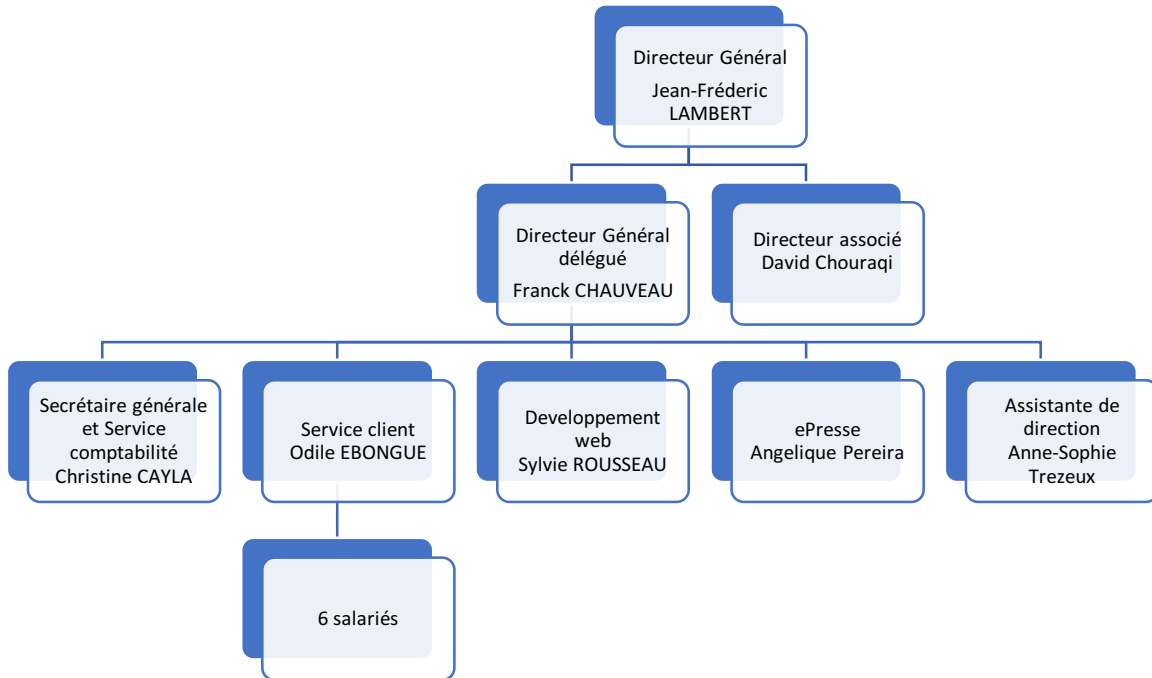 Directeur Général
Jean-Fréderic
LAMBERT
Directeur Général
délégué
Franck CHAUVEAU
Directeur associé
David Chouraqi
Secrétaire générale
et Service
comptabilité
Christine CAYLA
Service client
Odile EBONGUE
Developpement
web
Sylvie ROUSSEAU
ePresse
Angelique Pereira
Assistante de
direction
Anne-Sophie
Trezeux
6 salariés